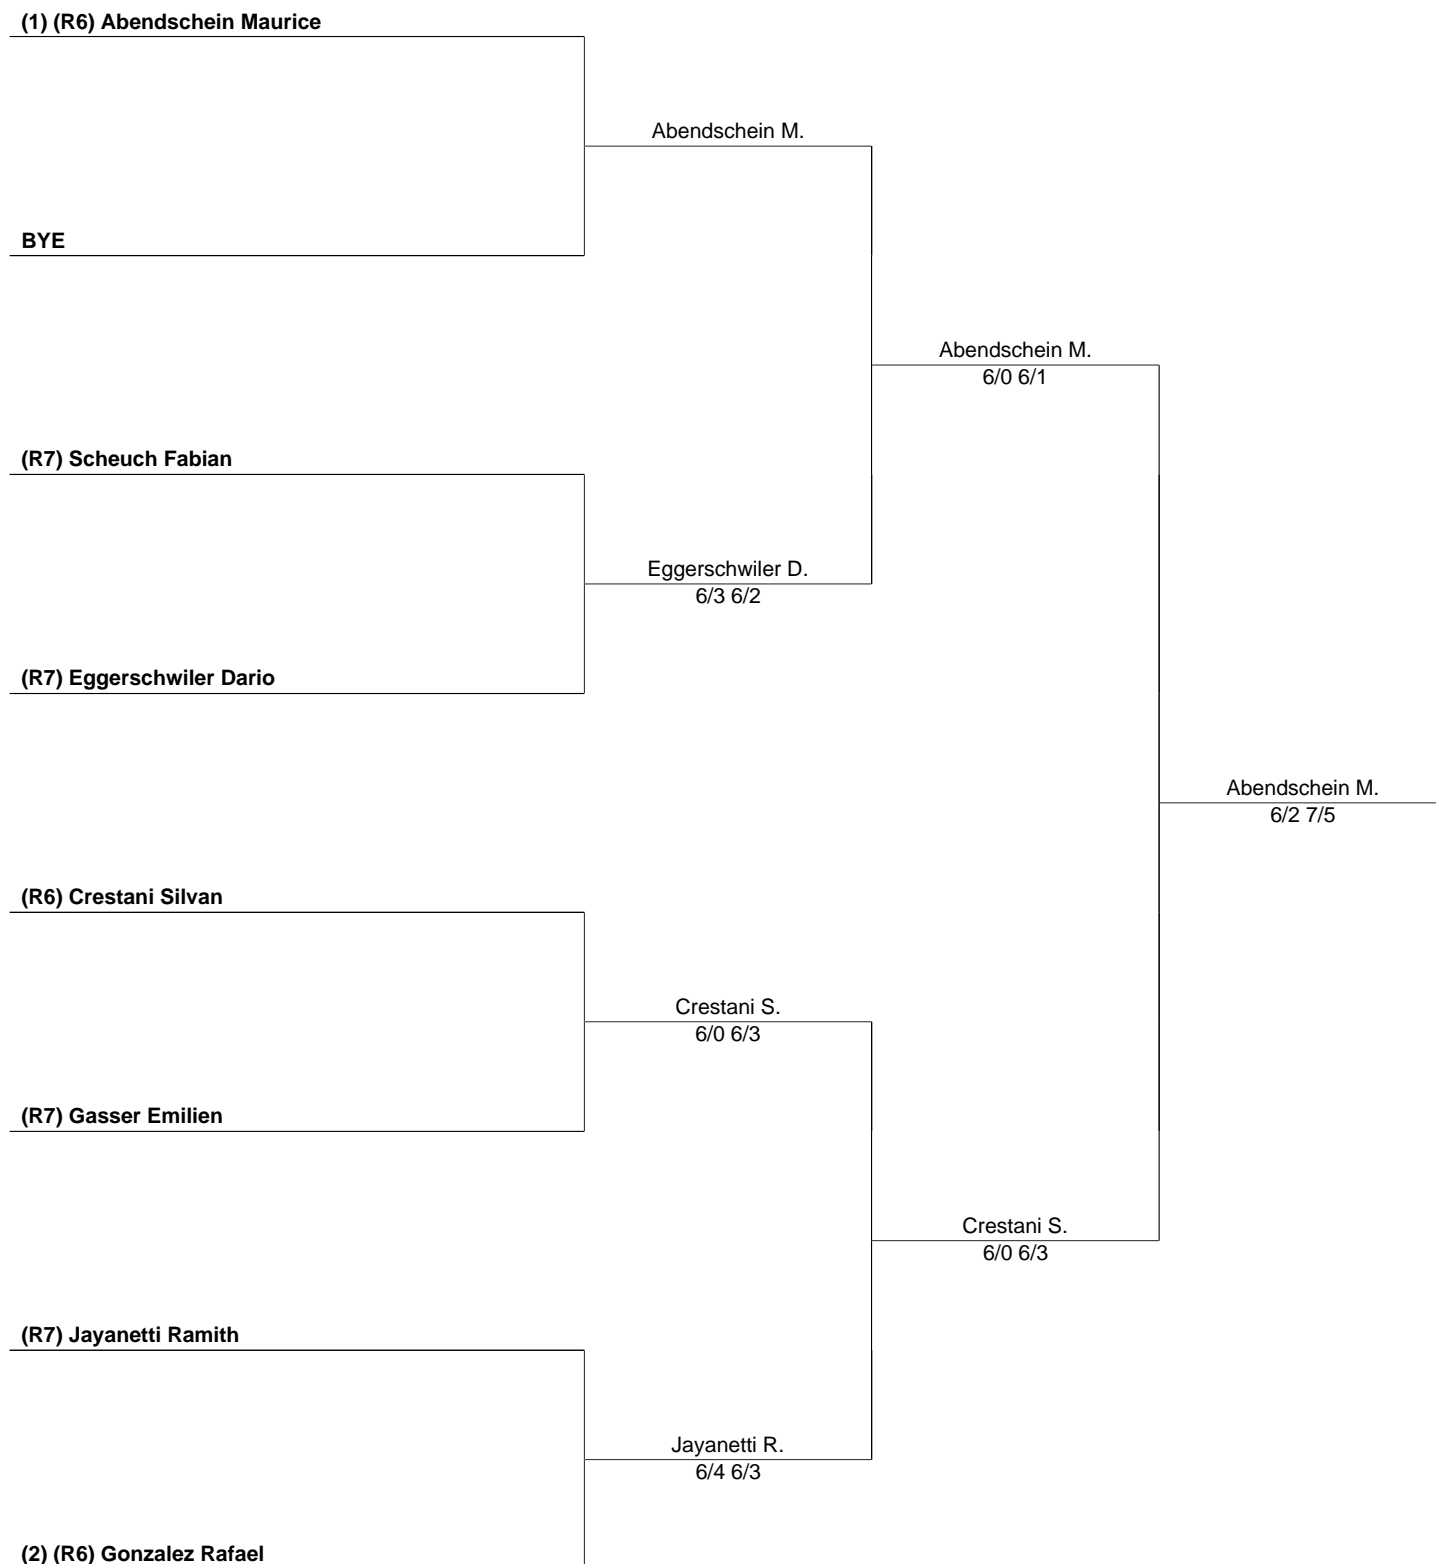 (1) (R6) Abendschein Maurice
Abendschein M.
BYE
Abendschein M.
6/0 6/1
(R7) Scheuch Fabian
Eggerschwiler D.
6/3 6/2
(R7) Eggerschwiler Dario
Abendschein M.
6/2 7/5
(R6) Crestani Silvan
Crestani S.
6/0 6/3
(R7) Gasser Emilien
Crestani S.
6/0 6/3
(R7) Jayanetti Ramith
Jayanetti R.
6/4 6/3
(2) (R6) Gonzalez Rafael